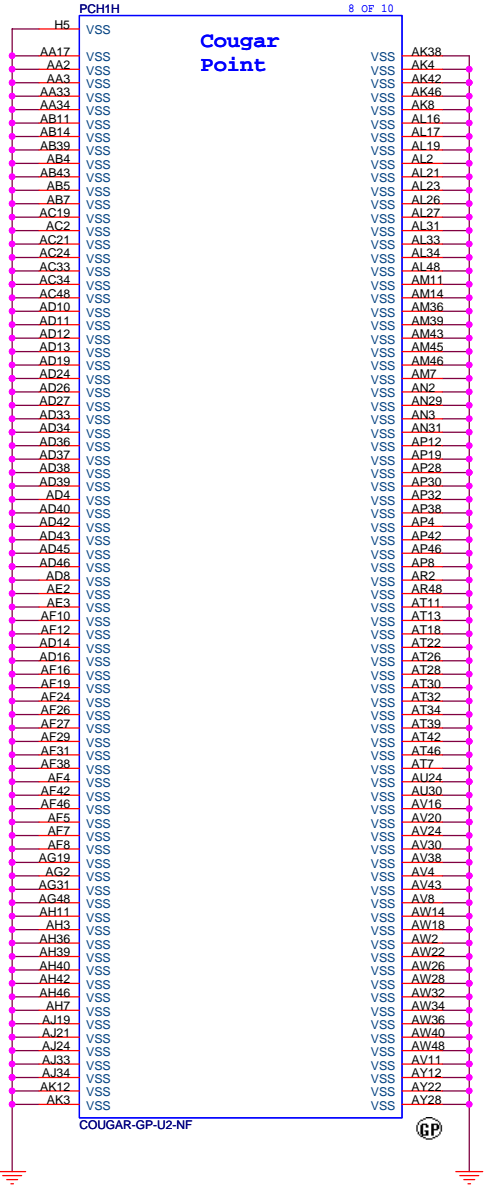 PCH1H 8 OF 10
H5 VSS
Cougar
Point
AA17 VSS VSS AK38
AA2 VSS VSS AK4
AA3 VSS VSS AK42
AA33 VSS VSS AK46
AA34 VSS VSS AK8
AB11 VSS VSS AL16
AB14 VSS VSS AL17
AB39 VSS VSS AL19
AB4 VSS VSS AL2
AB43 VSS VSS AL21
AB5 VSS VSS AL23
AB7 VSS VSS AL26
AC19 VSS VSS AL27
AC2 VSS VSS AL31
AC21 VSS VSS AL33
AC24 VSS VSS AL34
AC33 VSS VSS AL48
AC34 VSS VSS AM11
AC48 VSS VSS AM14
AD10 VSS VSS AM36
AD11 VSS VSS AM39
AD12 VSS VSS AM43
AD13 VSS VSS AM45
AD19 VSS VSS AM46
AD24 VSS VSS AM7
AD26 VSS VSS AN2
AD27 VSS VSS AN29
AD33 VSS VSS AN3
AD34 VSS VSS AN31
AD36 VSS VSS AP12
AD37 VSS VSS AP19
AD38 VSS VSS AP28
AD39 VSS VSS AP30
AD4 VSS VSS AP32
AD40 VSS VSS AP38
AD42 VSS VSS AP4
AD43 VSS VSS AP42
AD45 VSS VSS AP46
AD46 VSS VSS AP8
AD8 VSS VSS AR2
AE2 VSS VSS AR48
AE3 VSS VSS AT11
AF10 VSS VSS AT13
AF12 VSS VSS AT18
AD14 VSS VSS AT22
AD16 VSS VSS AT26
AF16 VSS VSS AT28
AF19 VSS VSS AT30
AF24 VSS VSS AT32
AF26 VSS VSS AT34
AF27 VSS VSS AT39
AF29 VSS VSS AT42
AF31 VSS VSS AT46
AF38 VSS VSS AT7
AF4 VSS VSS AU24
AF42 VSS VSS AU30
AF46 VSS VSS AV16
AF5 VSS VSS AV20
AF7 VSS VSS AV24
AF8 VSS VSS AV30
AG19 VSS VSS AV38
AG2 VSS VSS AV4
AG31 VSS VSS AV43
AG48 VSS VSS AV8
AH11 VSS VSS AW14
AH3 VSS VSS AW18
AH36 VSS VSS AW2
AH39 VSS VSS AW22
AH40 VSS VSS AW26
AH42 VSS VSS AW28
AH46 VSS VSS AW32
AH7 VSS VSS AW34
AJ19 VSS VSS AW36
AJ21 VSS VSS AW40
AJ24 VSS VSS AW48
AJ33 VSS VSS AV11
AJ34 VSS VSS AY12
AK12 VSS VSS AY22
AK3 VSS VSS AY28
COUGAR-GP-U2-NF GP